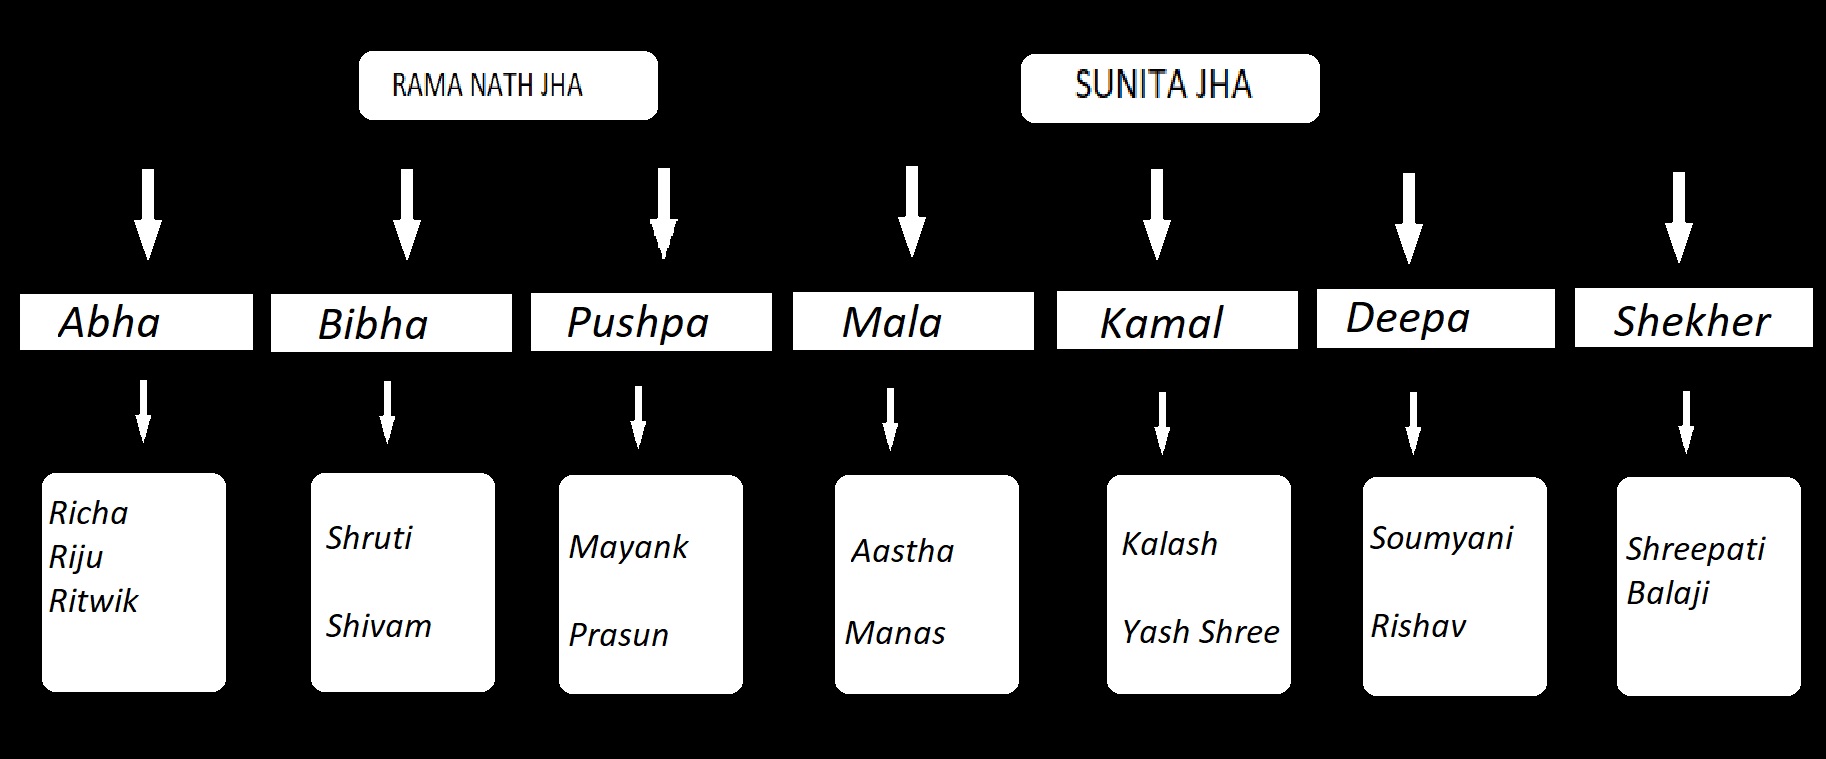 RAMA NATH JHA
SUNITA JHA
Abha
Bibha
Pushpa
Mala
Kamal
Deepa
Shekher
Richa
Riju
Ritwik
Shruti
Shivam
Mayank
Prasun
Aastha
Manas
Kalash
Yash Shree
Soumyani
Rishav
Shreepati
Balaji